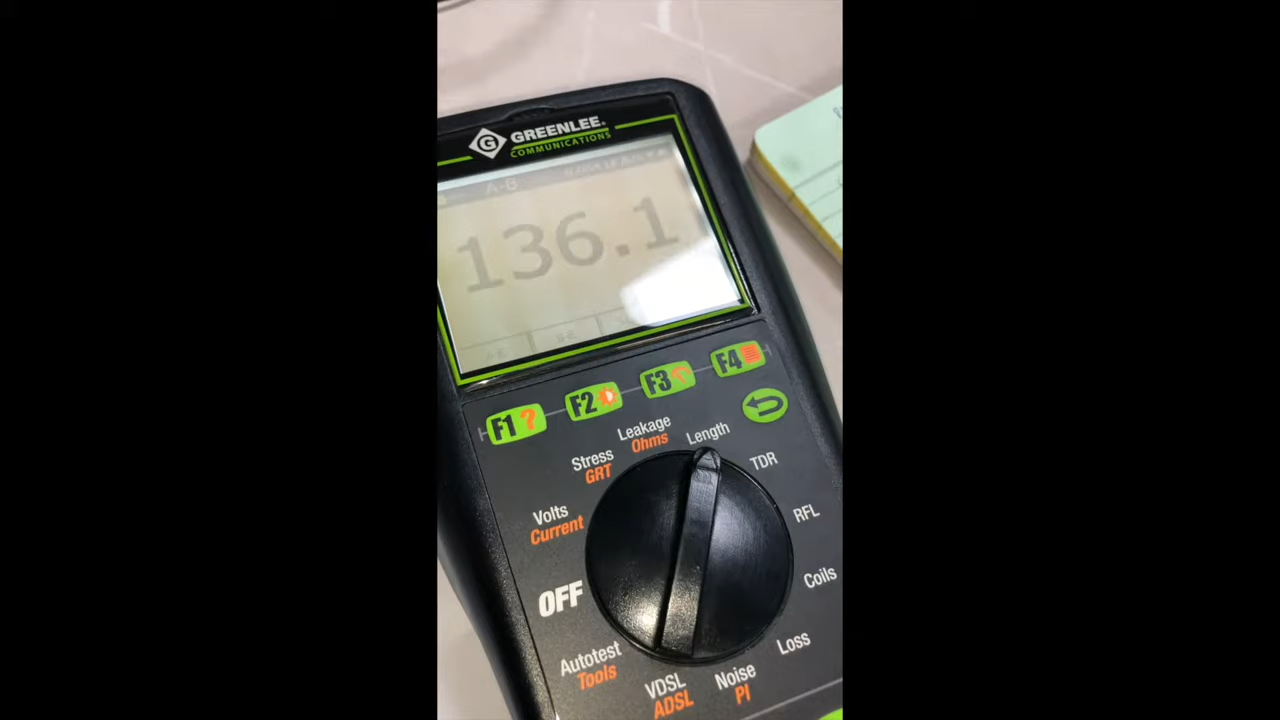 G GREENLEE®
COMMUNICATIONS
A-B
136.1
F1 ?
F2
F3
F4
Leakage
Ohms
Length
Stress
GRT
TDR
Volts
Current
RFL
OFF
Coils
Autotest
Tools
Loss
VDSL
ADSL
Noise
PI